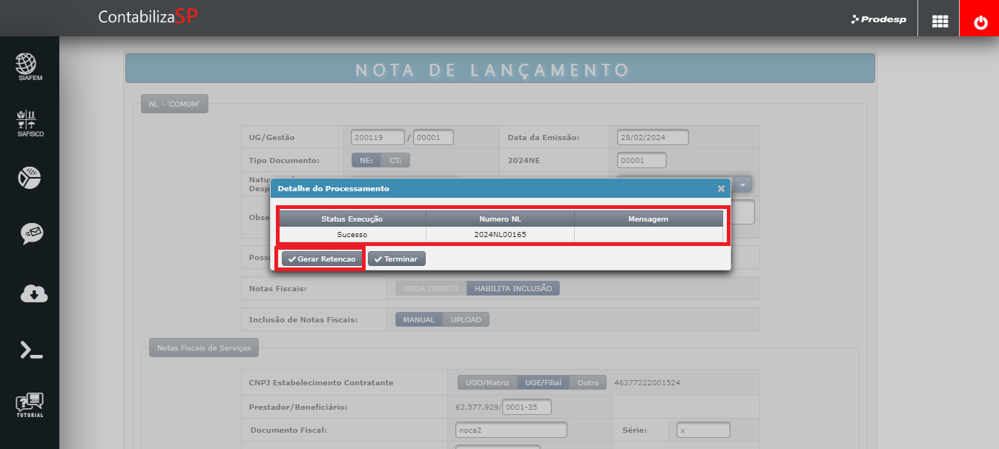 ContabilizaSP
Prodesp
SIAFEM
SIAFISICO
TUTORIAL
NOTA DE LANÇAMENTO
NL - 'COMUM'
UG/Gestão 200119 / 00001 Data da Emissão: 28/02/2024
Tipo Documento: NE: CT: 2024NE 00001
Detalhe do Processamento
Status Execução Numero NL Mensagem
Sucesso 2024NL00165
Gerar Retencao Terminar
Notas Fiscais: NADA CONSTA HABILITA INCLUSÃO
Inclusão de Notas Fiscais: MANUAL UPLOAD
Notas Fiscais de Serviços
CNPJ Estabelecimento Contratante UGO/Matriz UGE/Filial Outro 46377222001524
Prestador/Beneficiário: 62.577.929/ 0001-35
Documento Fiscal: noca2 Série: x